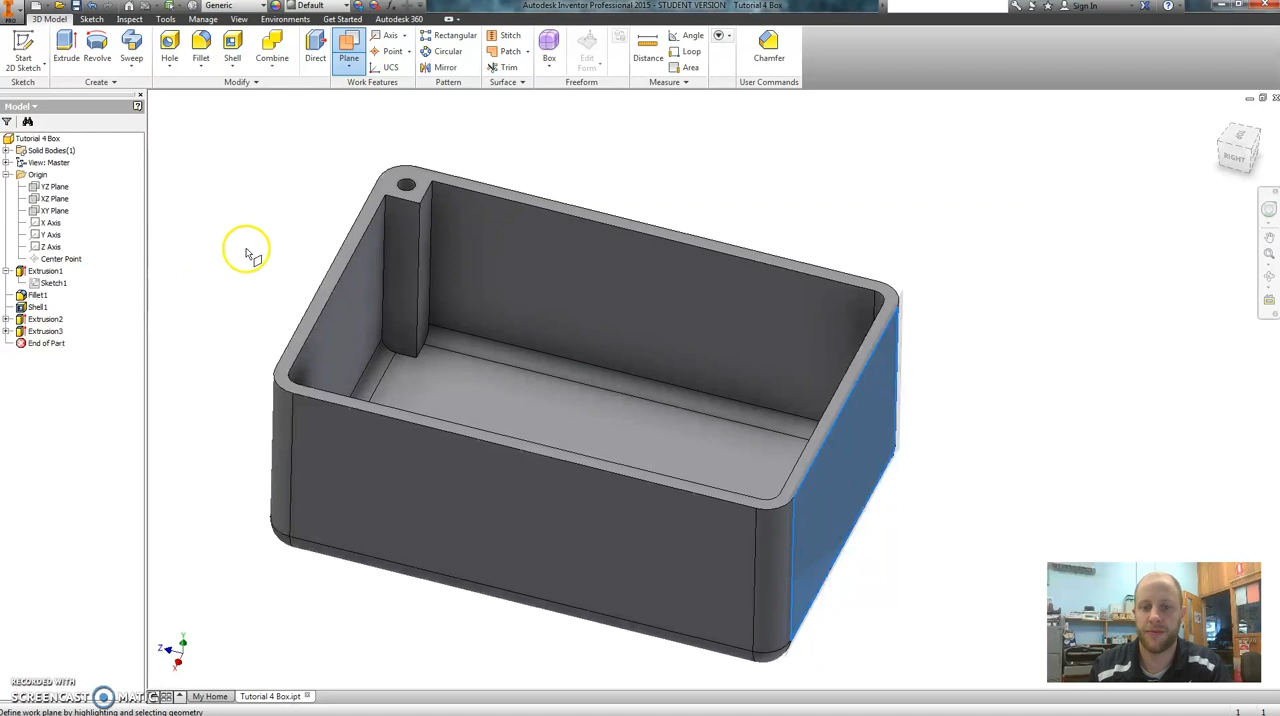 Generic
Default
Autodesk Inventor Professional 2015 - STUDENT VERSION Tutorial 4 Box
Sign In
PRO
3D Model Sketch Inspect Tools Manage View Environments Get Started Autodesk 360
Start
2D Sketch
Extrude Revolve Sweep
Hole Fillet Shell Combine
Direct
Plane
Axis
Point
UCS
Rectangular
Circular
Mirror
Stitch
Patch
Trim
Box
Edit
Form
Distance
Angle
Loop
Area
Chamfer
Sketch Create Modify Work Features Pattern Surface Freeform Measure User Commands
Model
Tutorial 4 Box
Solid Bodies(1)
View: Master
Origin
YZ Plane
XZ Plane
XY Plane
X Axis
Y Axis
Z Axis
Center Point
Extrusion1
Sketch1
Fillet1
Shell1
Extrusion2
Extrusion3
End of Part
RIGHT
Y
Z
X
RECORDED WITH
SCREENCAST MATIC
My Home Tutorial 4 Box.ipt
Define work plane by highlighting and selecting geometry
1 1